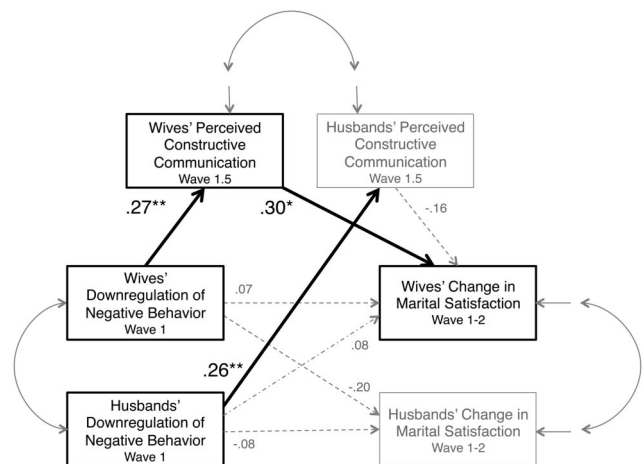 Wives' Perceived
Constructive
Communication
Wave 1.5
Husbands' Perceived
Constructive
Communication
Wave 1.5
.27**
.30*
-.16
Wives'
Downregulation of
Negative Behavior
Wave 1
.07
Wives' Change in
Marital Satisfaction
Wave 1-2
.08
.26**
-.20
Husbands'
Downregulation of
Negative Behavior
Wave 1
-.08
Husbands' Change in
Marital Satisfaction
Wave 1-2